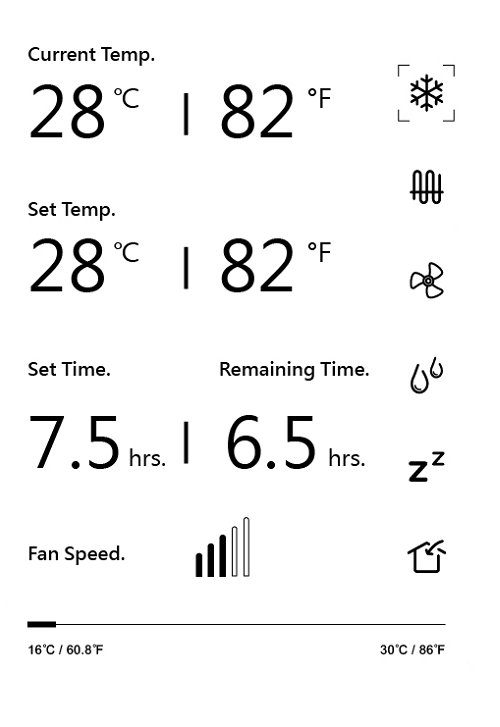 Current Temp.
28 °C | 82 °F
Set Temp.
28 °C | 82 °F
Set Time. Remaining Time.
7.5 hrs. | 6.5 hrs.
zz
Fan Speed.
16°C / 60.8°F 30°C / 86°F